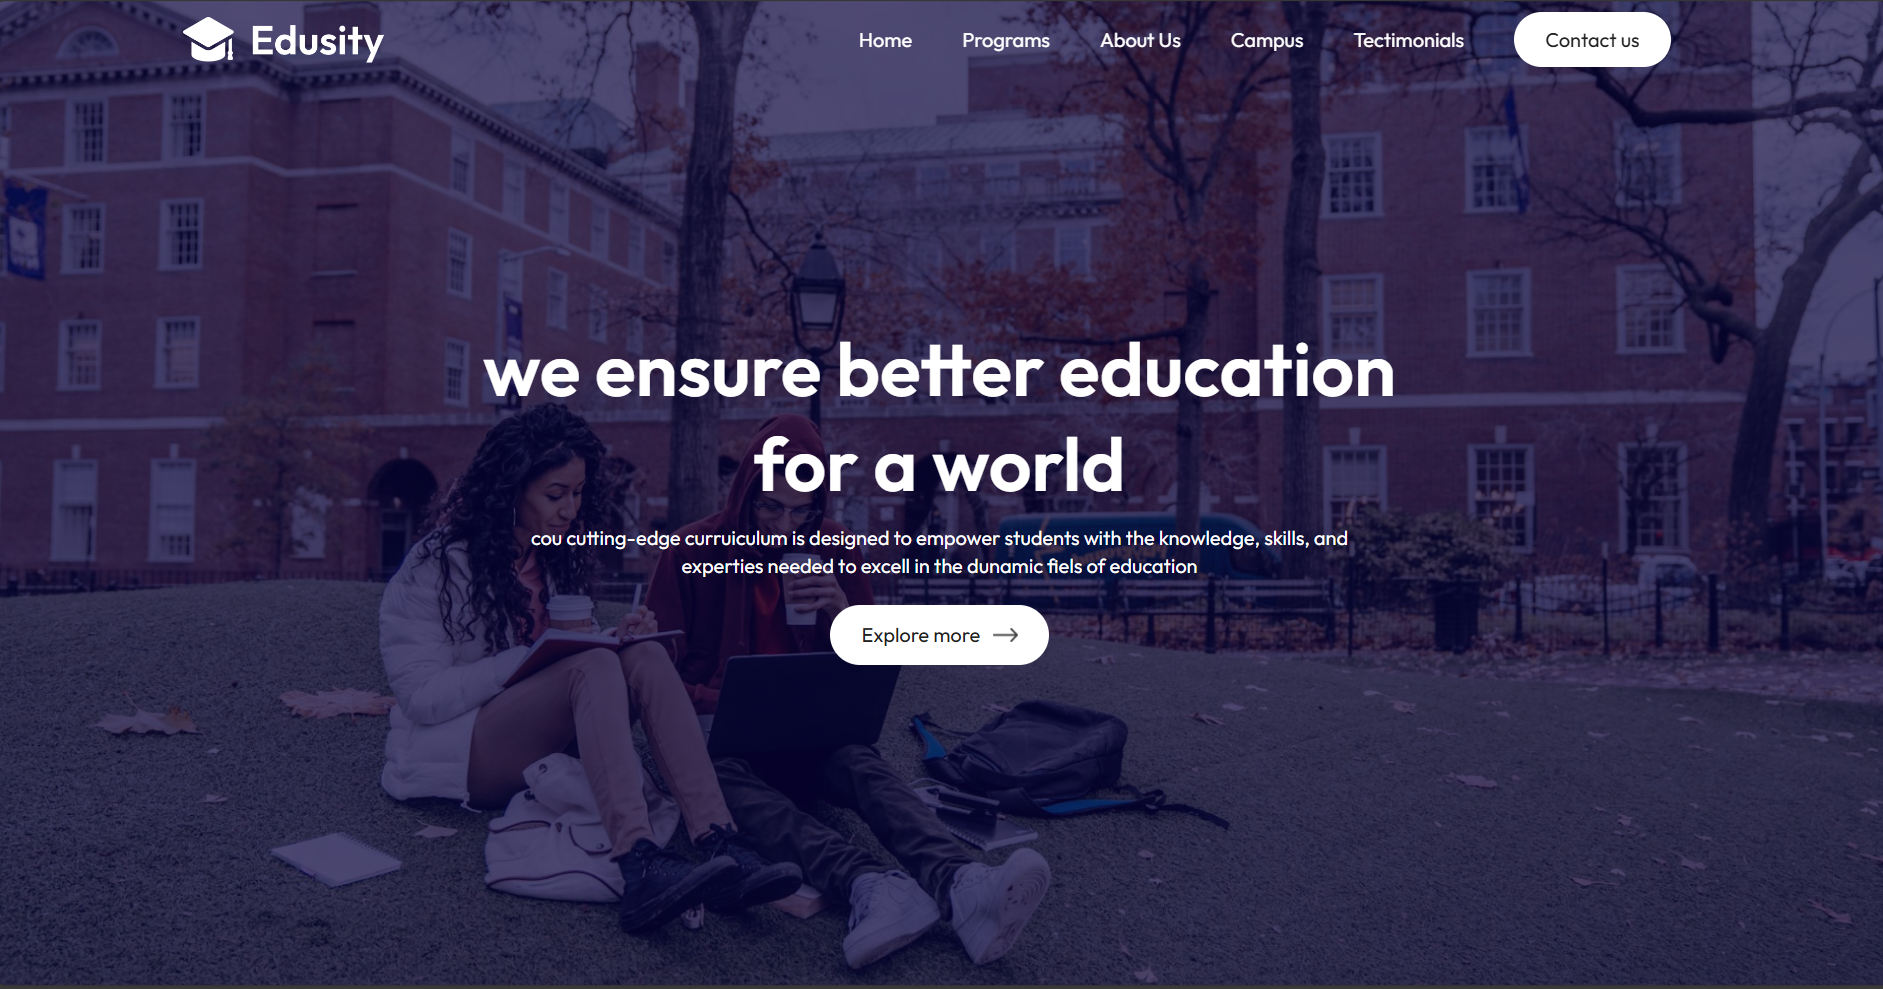 Edusity
Home Programs About Us Campus Tectimonials Contact us
we ensure better education
for a world
cou cutting-edge curruiculum is designed to empower students with the knowledge, skills, and
experties needed to excell in the dunamic fiels of education
Explore more